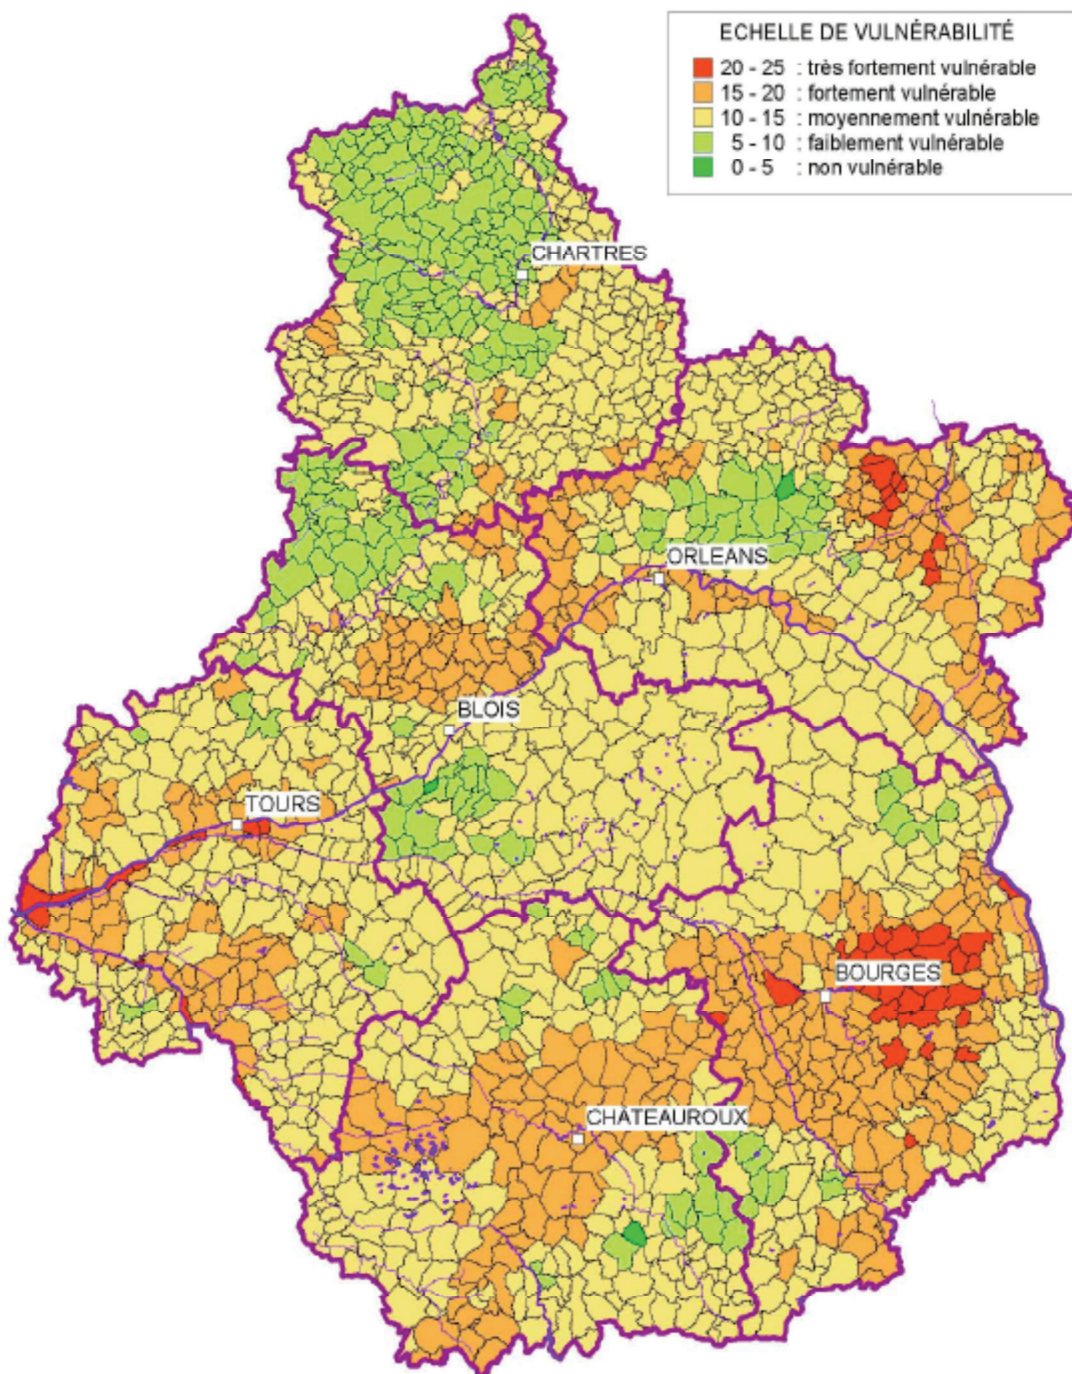 ECHELLE DE VULNÉRABILITÉ
20 - 25 : très fortement vulnérable
15 - 20 : fortement vulnérable
10 - 15 : moyennement vulnérable
5 - 10 : faiblement vulnérable
0 - 5 : non vulnérable
CHARTRES
ORLEANS
BLOIS
TOURS
BOURGES
CHÂTEAUROUX